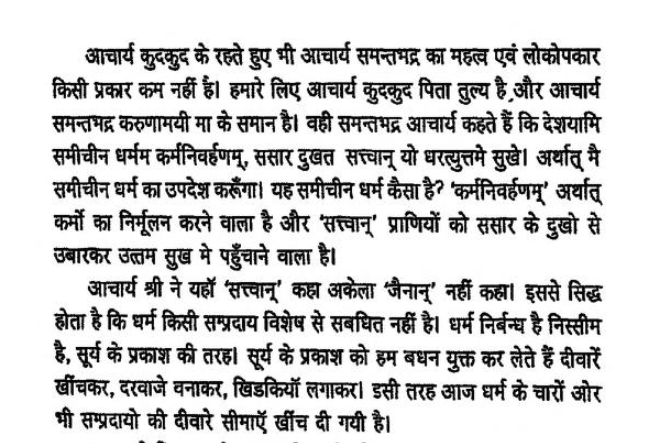 आचार्य कुदकुद के रहते हुए भी आचार्य समन्तभद्र का महत्व एवं लोकोपकार
किसी प्रकार कम नहीं है। हमारे लिए आचार्य कुदकुद पिता तुल्य है,और आचार्य
समन्तभद्र करुणामयी मा के समान है। वही समन्तभद्र आचार्य कहते हैं कि देशयामि
समीचीन धर्मम कर्मनिवर्हणम्, ससार दुखत सत्त्वान् यो धरत्युत्तमे सुखे। अर्थात् मै
समीचीन धर्म का उपदेश करूँगा। यह समीचीन धर्म कैसा है? 'कर्मनिवर्हणम्' अर्थात्
कर्मो का निर्मूलन करने वाला है और 'सत्त्वान्' प्राणियों को ससार के दुखो से
उबारकर उत्तम सुख मे पहुँचाने वाला है।
आचार्य श्री ने यहाँ 'सत्त्वान्' कहा अकेला 'जैनान्' नहीं कहा। इससे सिद्ध
होता है कि धर्म किसी सम्प्रदाय विशेष से सबधित नहीं है। धर्म निर्बन्ध है निस्सीम
है, सूर्य के प्रकाश की तरह। सूर्य के प्रकाश को हम बधन युक्त कर लेते हैं दीवारें
खींचकर, दरवाजे वनाकर, खिडकियॉ लगाकर। इसी तरह आज धर्म के चारों ओर
भी सम्प्रदायो की दीवारे सीमाऍ खींच दी गयी है।